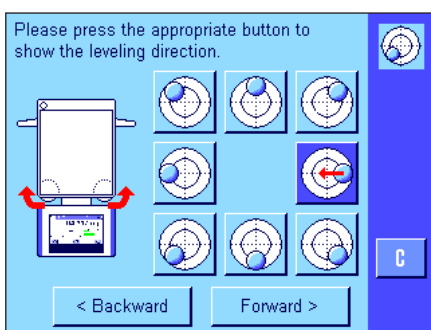 Please press the appropriate button to
show the leveling direction.
C
< Backward
Forward >